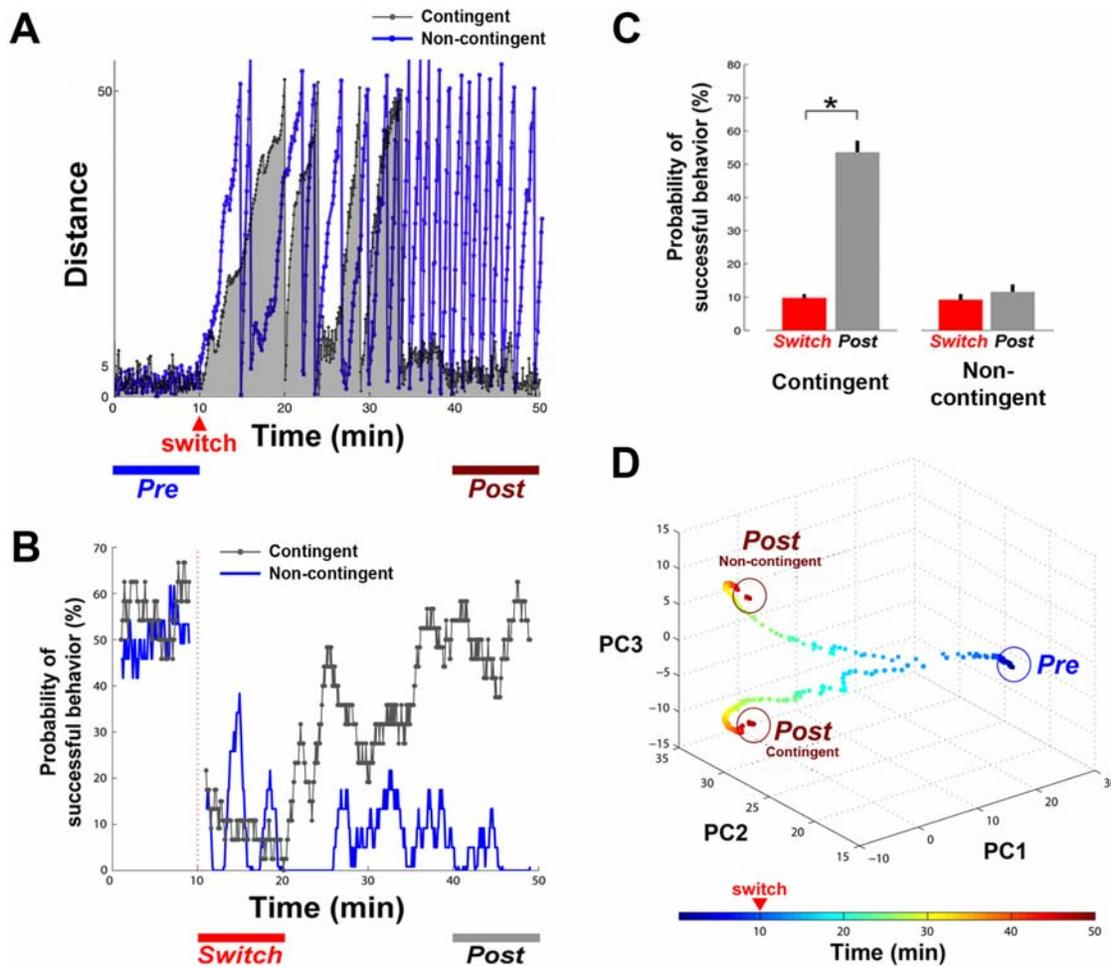 A
Contingent
Non-contingent
Distance
50
5
0
0 10 20 30 40 50
switch
Time (min)
Pre
Post
B
Contingent
Non-contingent
Probability of
successful behavior (%)
70
60
50
40
30
20
10
0
0 10 20 30 40 50
Time (min)
Switch
Post
C
Probability of
successful behavior (%)
80
70
60
50
40
30
20
10
0
*
Switch Post
Switch Post
Contingent
Non-
contingent
D
15
10
5
0
-5
-10
-15
PC3
Post
Non-contingent
Pre
Post
Contingent
35
30
25
20
15
PC2
-10
0
10
20
PC1
switch
10 20 30 40 50
Time (min)